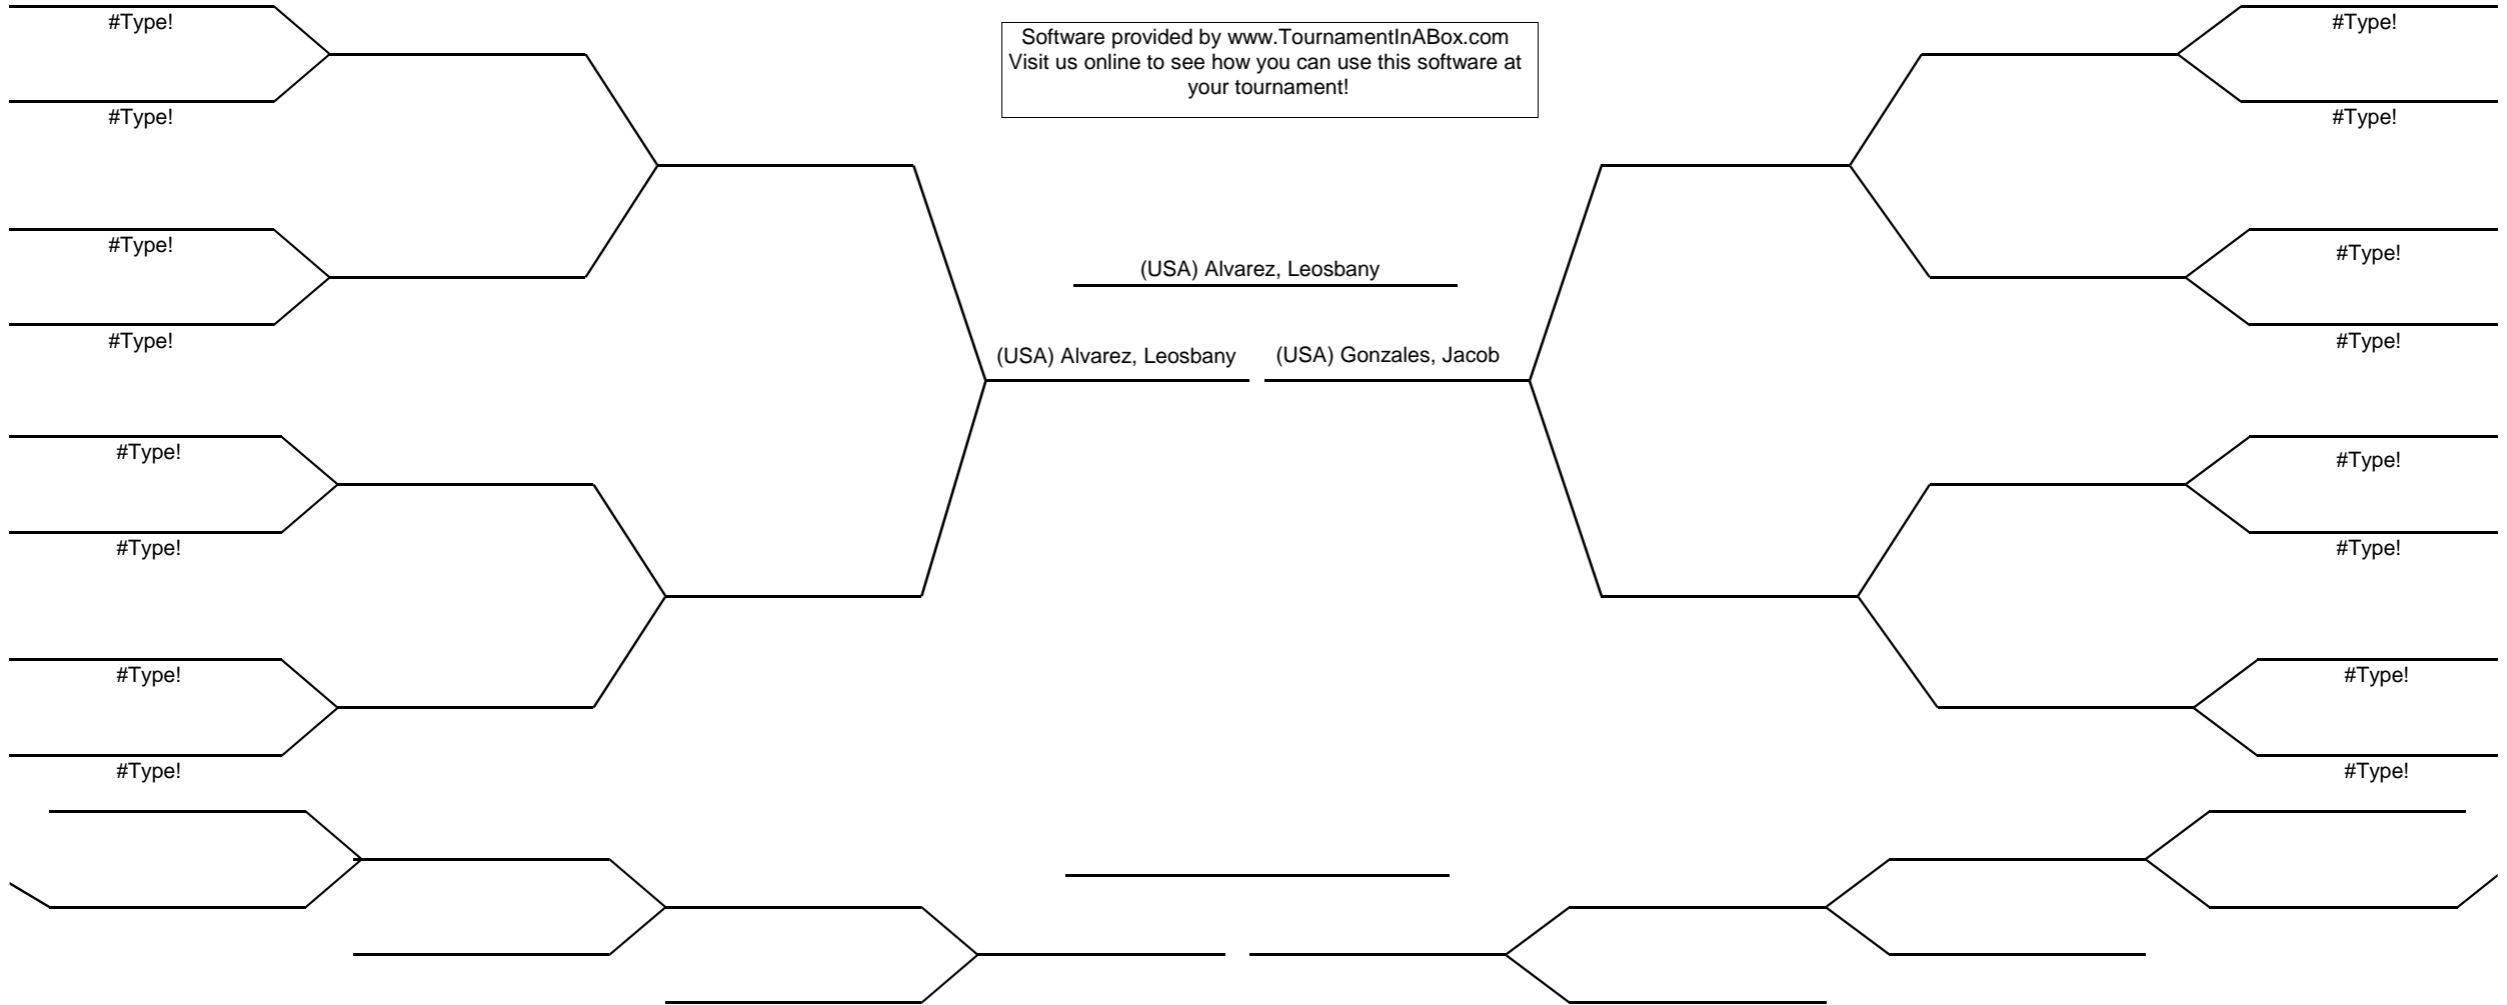 #Type!
#Type!
Software provided by www.TournamentInABox.com
Visit us online to see how you can use this software at
your tournament!
#Type!
#Type!
#Type!
#Type!
(USA) Alvarez, Leosbany
#Type!
#Type!
(USA) Alvarez, Leosbany
(USA) Gonzales, Jacob
#Type!
#Type!
#Type!
#Type!
#Type!
#Type!
#Type!
#Type!